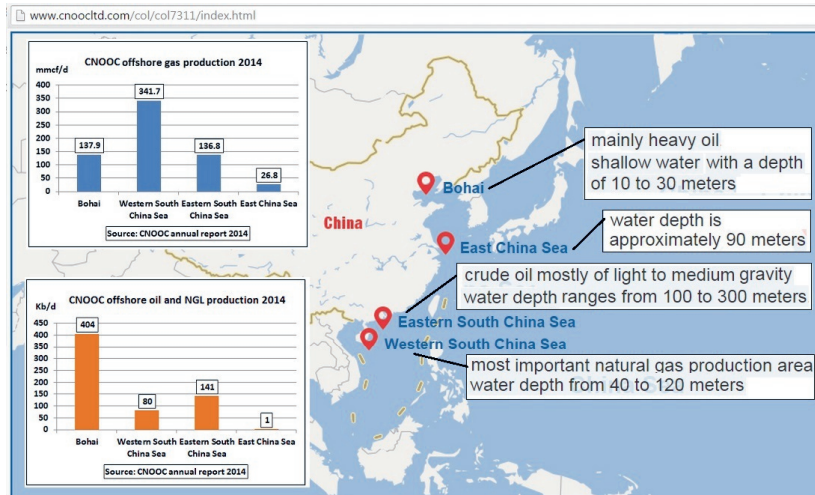 www.cnoocltd.com/col/col7311/index.html
CNOOC offshore gas production 2014
mmcf/d
400
350
300
250
200
150
100
50
0
137.9
341.7
136.8
26.8
Bohai
Western South China Sea
Eastern South China Sea
East China Sea
Source: CNOOC annual report 2014
CNOOC offshore oil and NGL production 2014
Kb/d
450
400
350
300
250
200
150
100
50
0
404
80
141
1
Bohai
Western South China Sea
Eastern South China Sea
East China Sea
Source: CNOOC annual report 2014
China
Bohai
mainly heavy oil
shallow water with a depth
of 10 to 30 meters
East China Sea
water depth is
approximately 90 meters
crude oil mostly of light to medium gravity
water depth ranges from 100 to 300 meters
Eastern South China Sea
Western South China Sea
most important natural gas production area
water depth from 40 to 120 meters